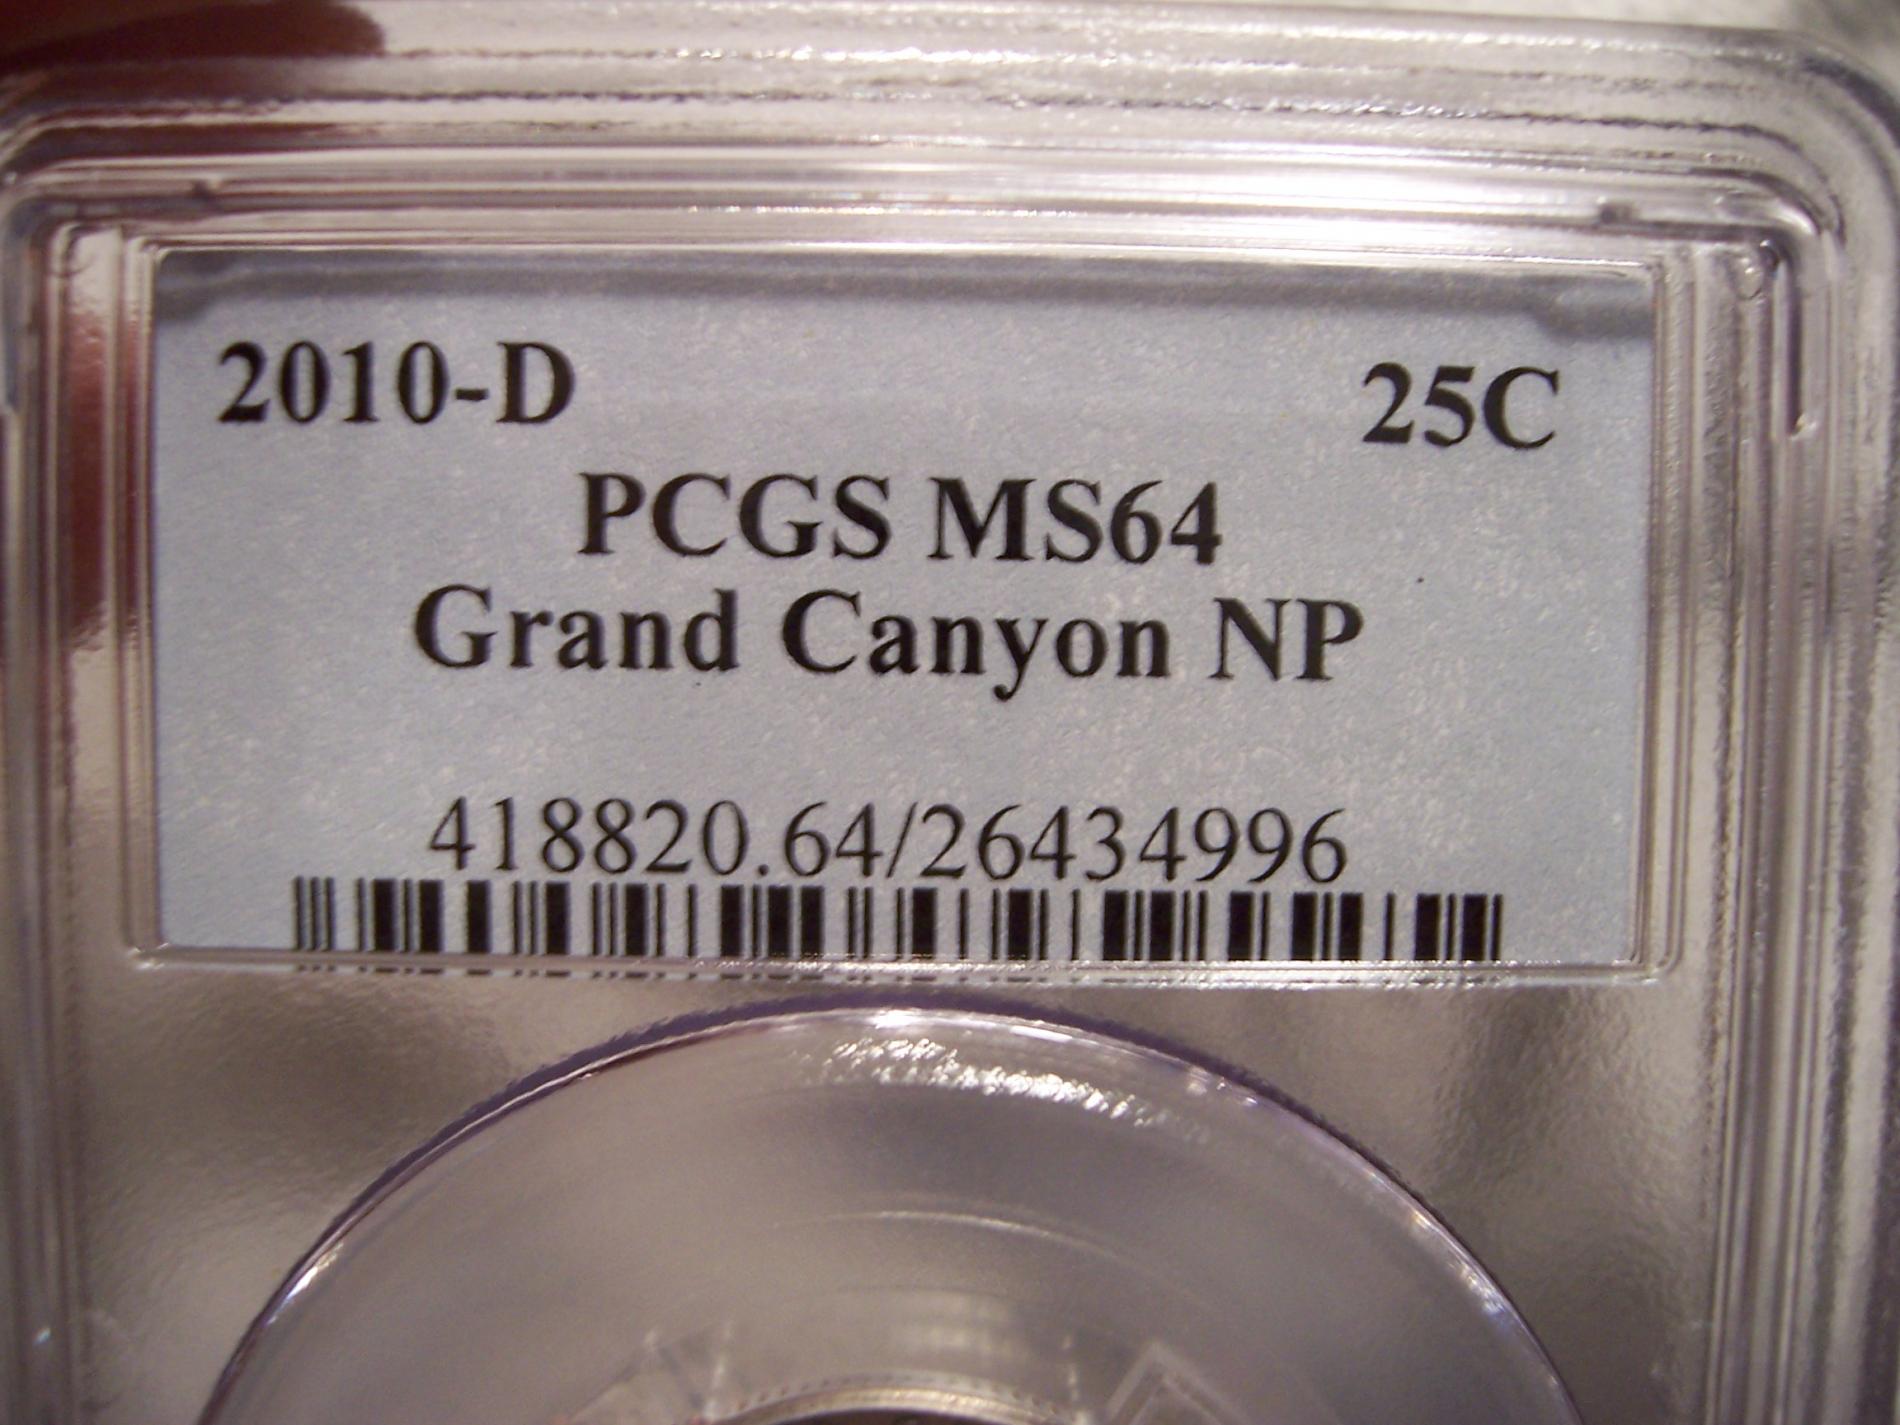 2010-D 25C
PCGS MS64
Grand Canyon NP
418820.64/26434996